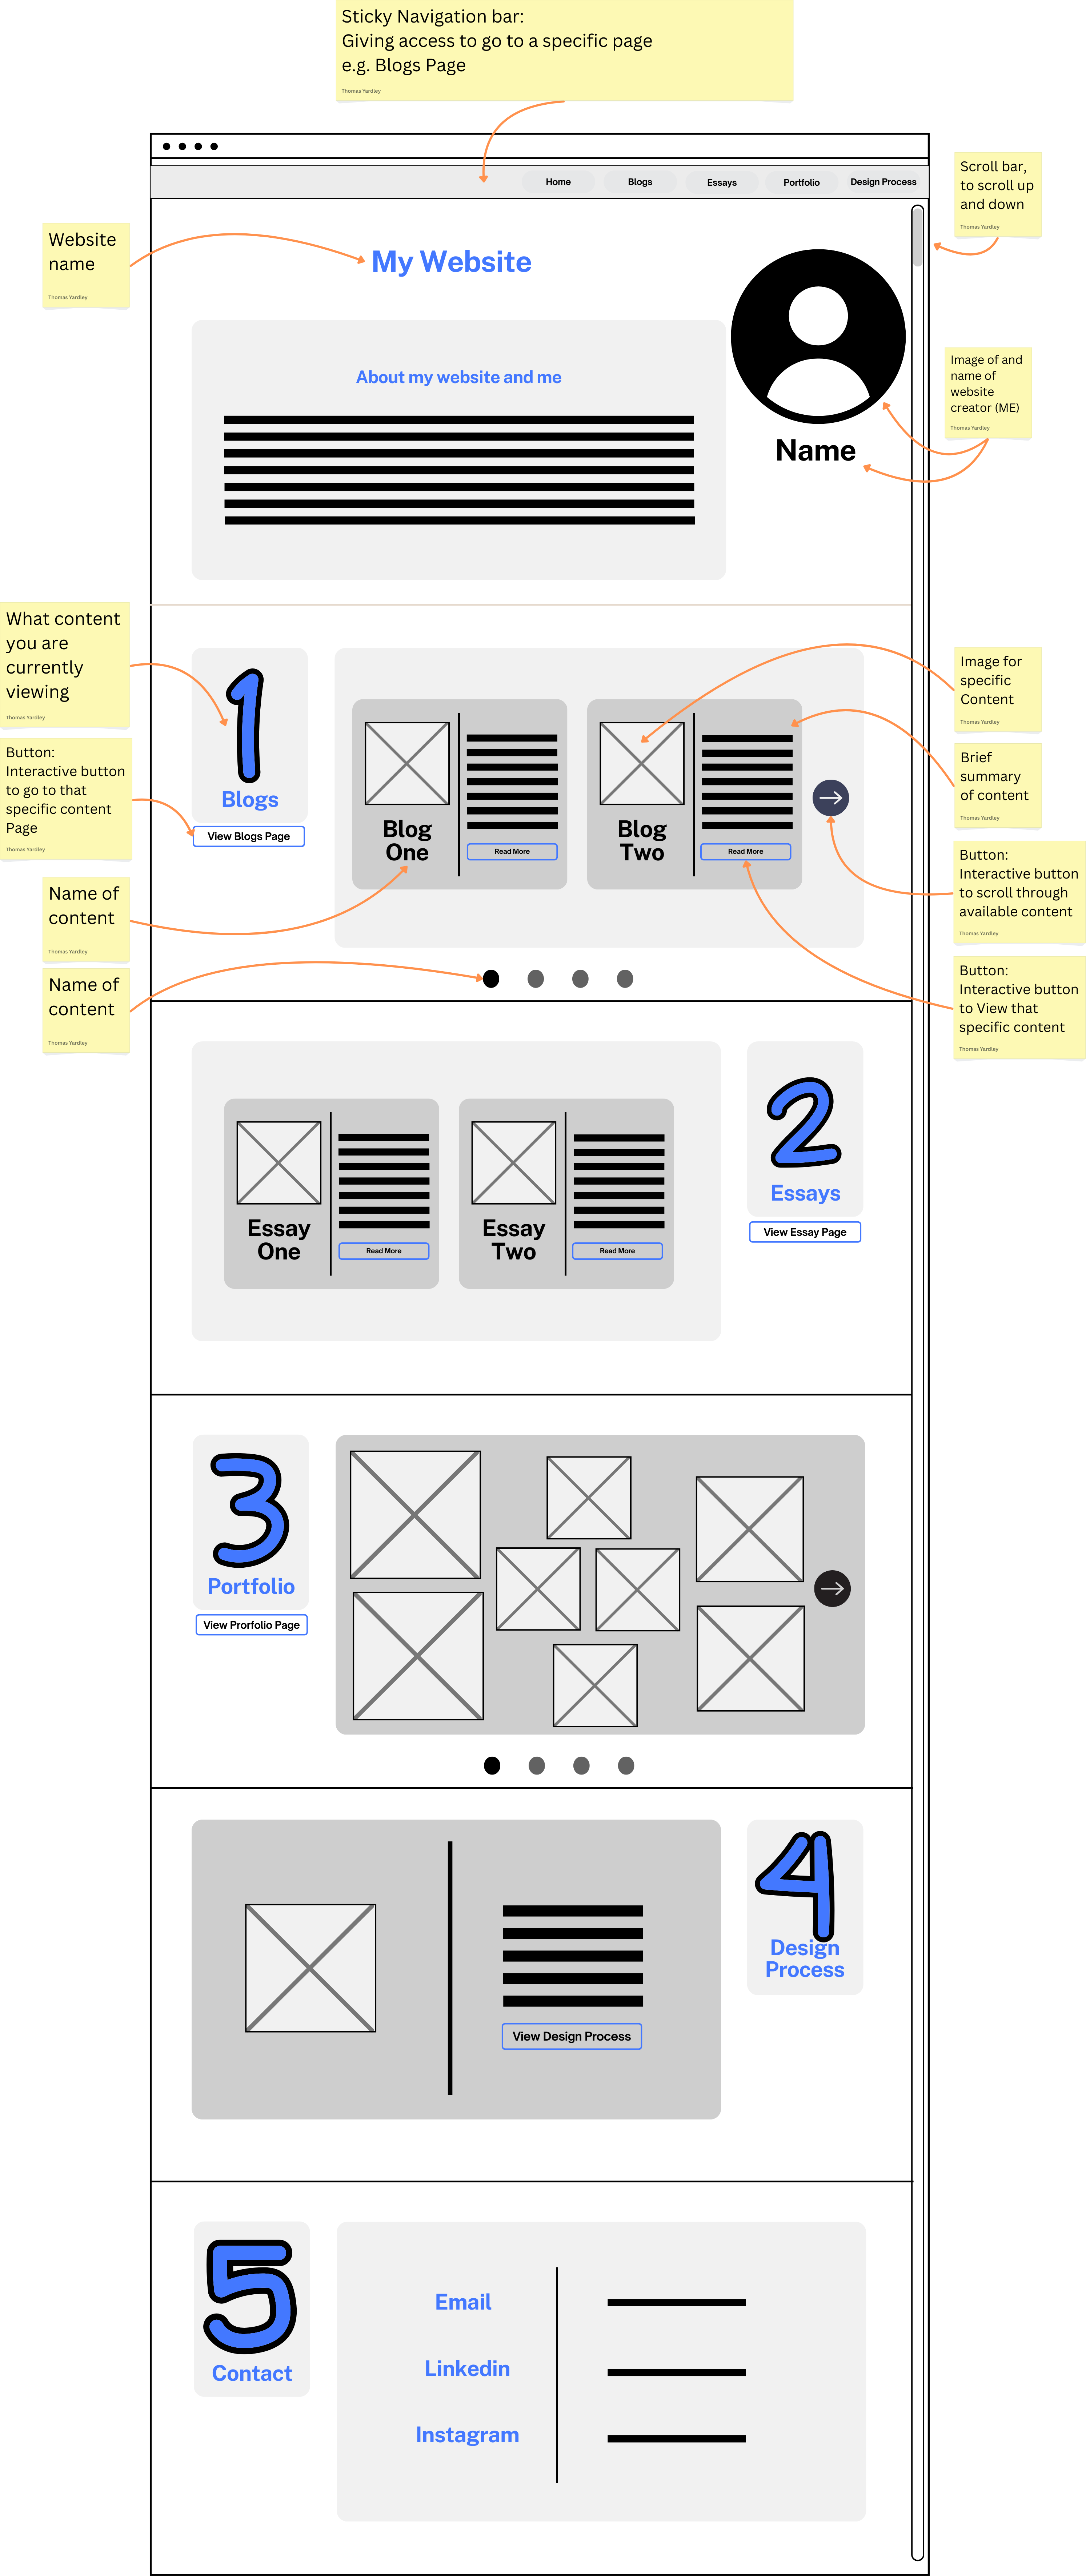 Sticky Navigation bar:
Giving access to go to a specific page
e.g. Blogs Page
Thomas Yardley
Home
Blogs
Essays
Portfolio
Design Process
Scroll bar,
to scroll up
and down
Thomas Yardley
Website
name
Thomas Yardley
My Website
Image of and
name of
website
creator (ME)
Thomas Yardley
About my website and me
Name
What content
you are
currently
viewing
Thomas Yardley
1
Blogs
View Blogs Page
Button:
Interactive button
to go to that
specific content
Page
Thomas Yardley
Blog
One
Read More
Blog
Two
Read More
Image for
specific
Content
Thomas Yardley
Brief
summary
of content
Thomas Yardley
Button:
Interactive button
to scroll through
available content
Thomas Yardley
Name of
content
Thomas Yardley
Name of
content
Thomas Yardley
Button:
Interactive button
to View that
specific content
Thomas Yardley
Essay
One
Read More
Essay
Two
Read More
2
Essays
View Essay Page
3
Portfolio
View Prorfolio Page
4
Design
Process
View Design Process
5
Contact
Email
Linkedin
Instagram